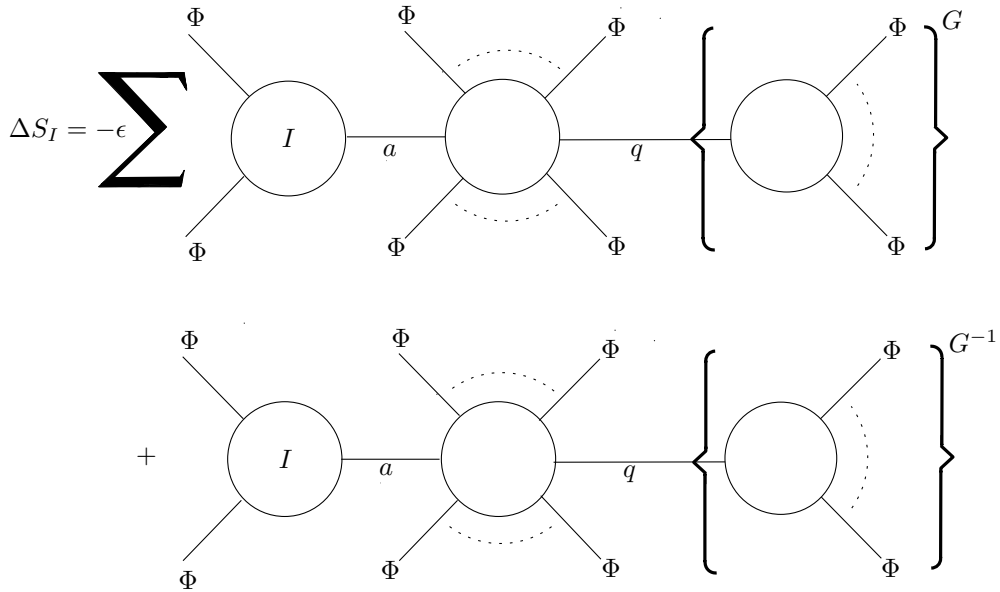 Φ Φ Φ Φ G
ΔS_I = −ϵ ∑ I a q
Φ Φ Φ Φ
Φ Φ Φ Φ G^{−1}
+ I a q
Φ Φ Φ Φ